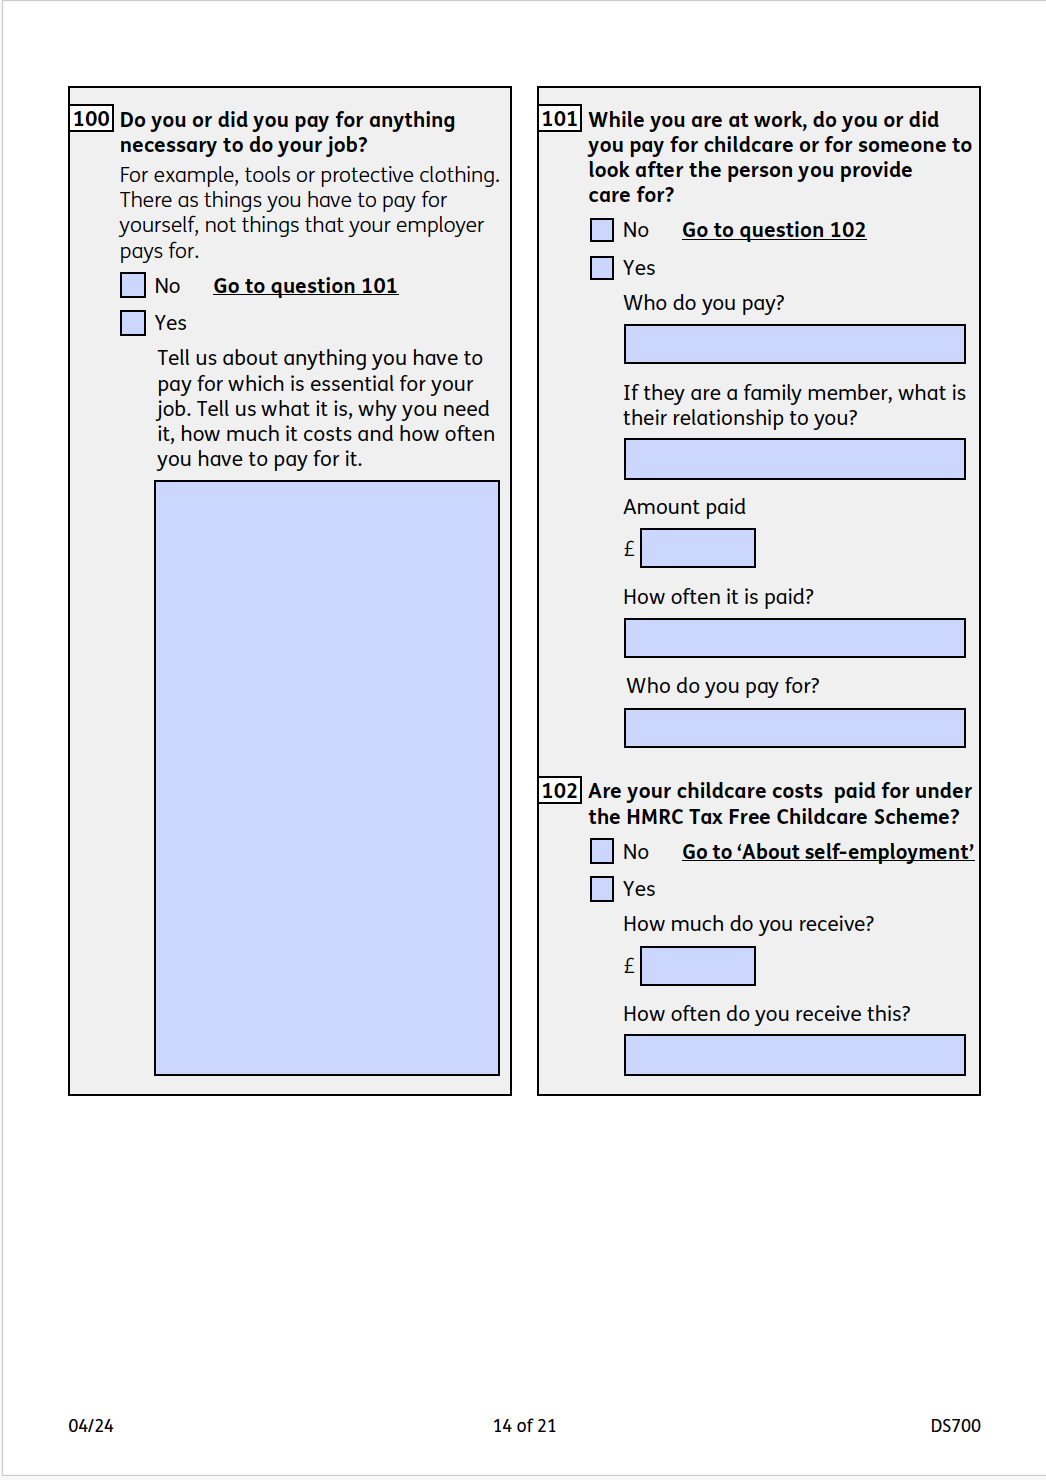 100 Do you or did you pay for anything
necessary to do your job?
For example, tools or protective clothing.
There as things you have to pay for
yourself, not things that your employer
pays for.
No Go to question 101
Yes
Tell us about anything you have to
pay for which is essential for your
job. Tell us what it is, why you need
it, how much it costs and how often
you have to pay for it.
101 While you are at work, do you or did
you pay for childcare or for someone to
look after the person you provide
care for?
No Go to question 102
Yes
Who do you pay?
If they are a family member, what is
their relationship to you?
Amount paid
£
How often it is paid?
Who do you pay for?
102 Are your childcare costs  paid for under
the HMRC Tax Free Childcare Scheme?
No Go to ‘About self-employment’
Yes
How much do you receive?
£
How often do you receive this?
04/24 14 of 21 DS700